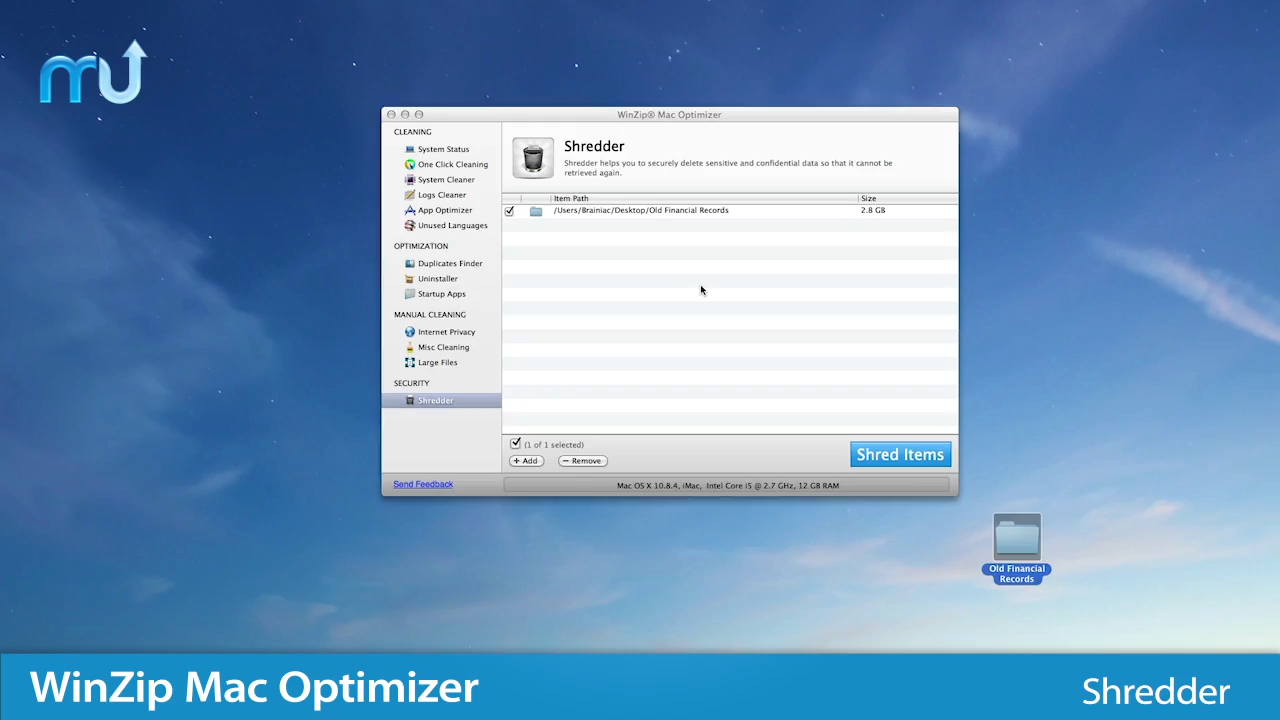 mu
WinZip® Mac Optimizer
CLEANING
System Status
One Click Cleaning
System Cleaner
Logs Cleaner
App Optimizer
Unused Languages
OPTIMIZATION
Duplicates Finder
Uninstaller
Startup Apps
MANUAL CLEANING
Internet Privacy
Misc Cleaning
Large Files
SECURITY
Shredder
Send Feedback
Shredder
Shredder helps you to securely delete sensitive and confidential data so that it cannot be
retrieved again.
Item Path Size
/Users/Brainiac/Desktop/Old Financial Records 2.8 GB
(1 of 1 selected)
+ Add − Remove
Shred Items
Mac OS X 10.8.4, iMac, Intel Core i5 @ 2.7 GHz, 12 GB RAM
Old Financial
Records
WinZip Mac Optimizer
Shredder